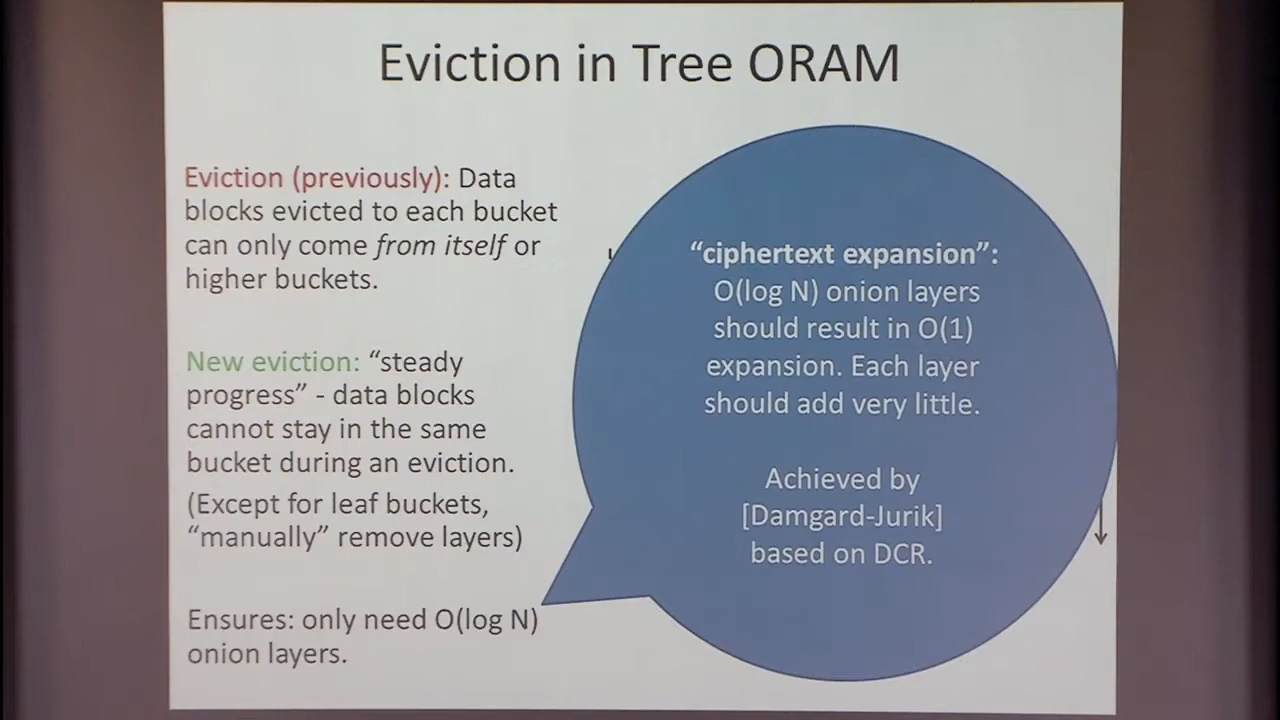 Eviction in Tree ORAM
Eviction (previously): Data
blocks evicted to each bucket
can only come from itself or
higher buckets.
New eviction: “steady
progress” - data blocks
cannot stay in the same
bucket during an eviction.
(Except for leaf buckets,
“manually” remove layers)
Ensures: only need O(log N)
onion layers.
“ciphertext expansion”:
O(log N) onion layers
should result in O(1)
expansion. Each layer
should add very little.
Achieved by
[Damgard-Jurik]
based on DCR.